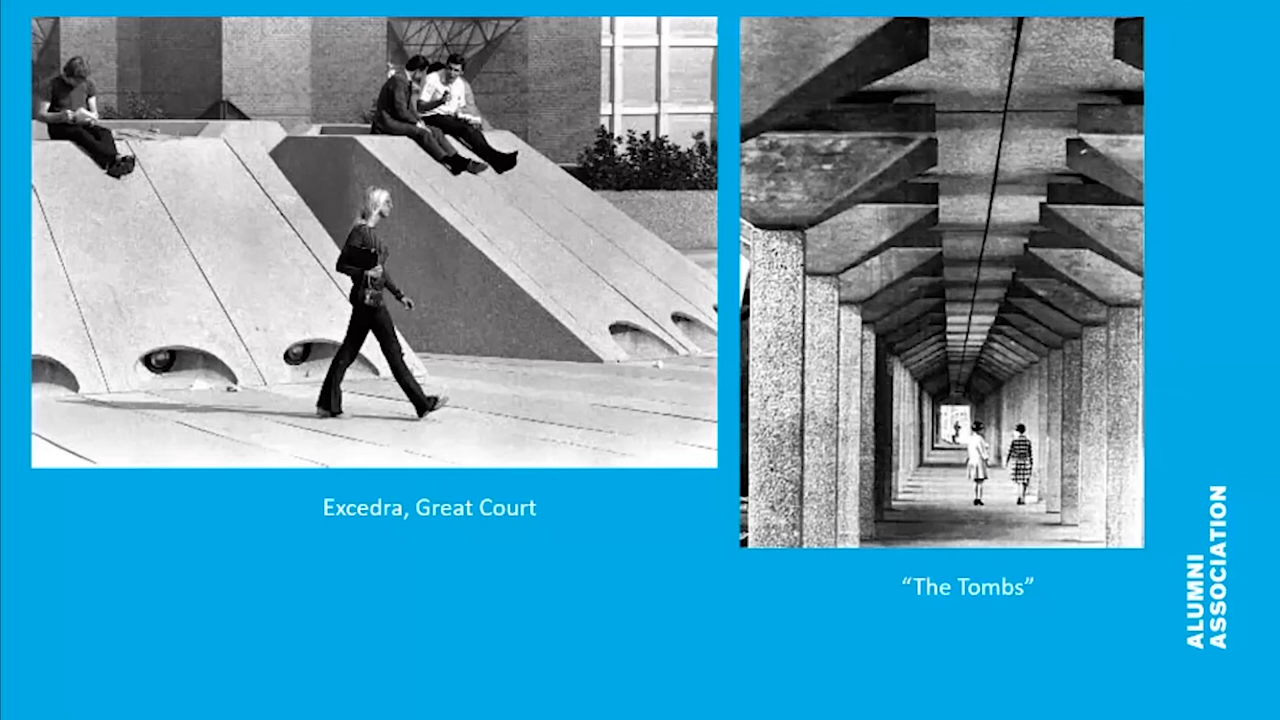 Excedra, Great Court
“The Tombs”
ALUMNI
ASSOCIATION